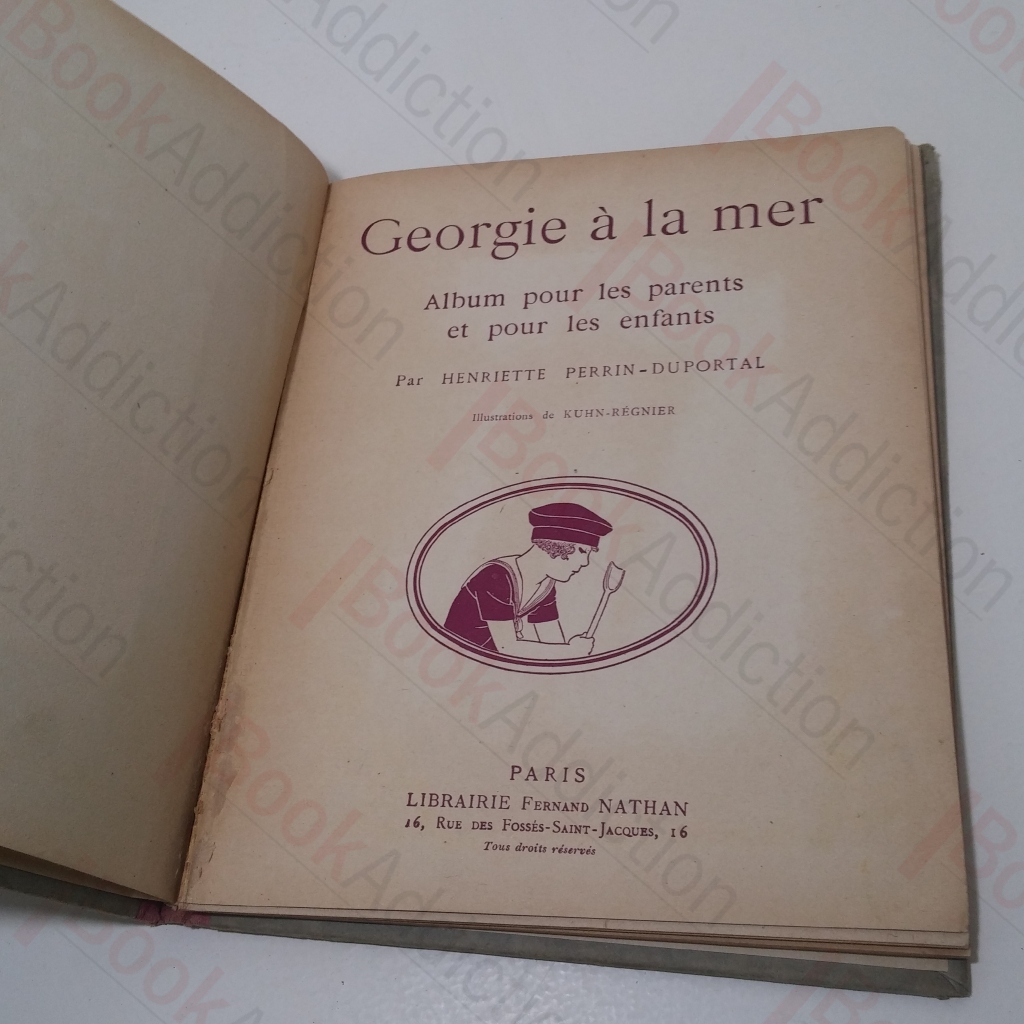 Georgie à la mer
Album pour les parents
et pour les enfants
Par HENRIETTE PERRIN-DUPORTAL
Illustrations de KUHN-RÉGNIER
PARIS
LIBRAIRIE FERNAND NATHAN
16, RUE DES FOSSÉS-SAINT-JACQUES, 16
Tous droits réservés
BookAddiction